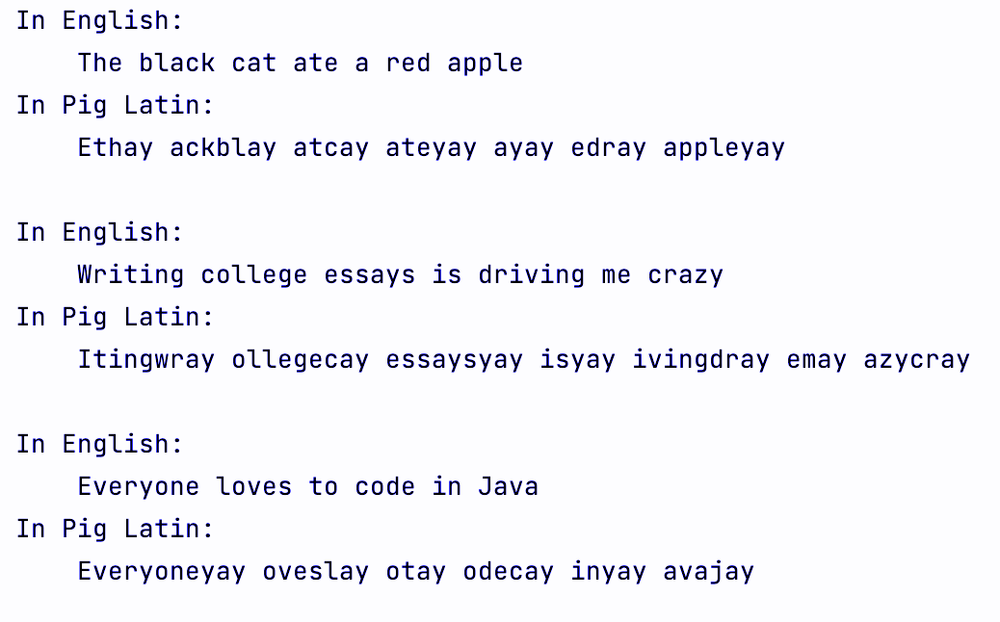 In English:
    The black cat ate a red apple
In Pig Latin:
    Ethay ackblay atcay ateyay ayay edray appleyay

In English:
    Writing college essays is driving me crazy
In Pig Latin:
    Itingwray ollegecay essaysyay isyay ivingdray emay azycray

In English:
    Everyone loves to code in Java
In Pig Latin:
    Everyoneyay oveslay otay odecay inyay avajay